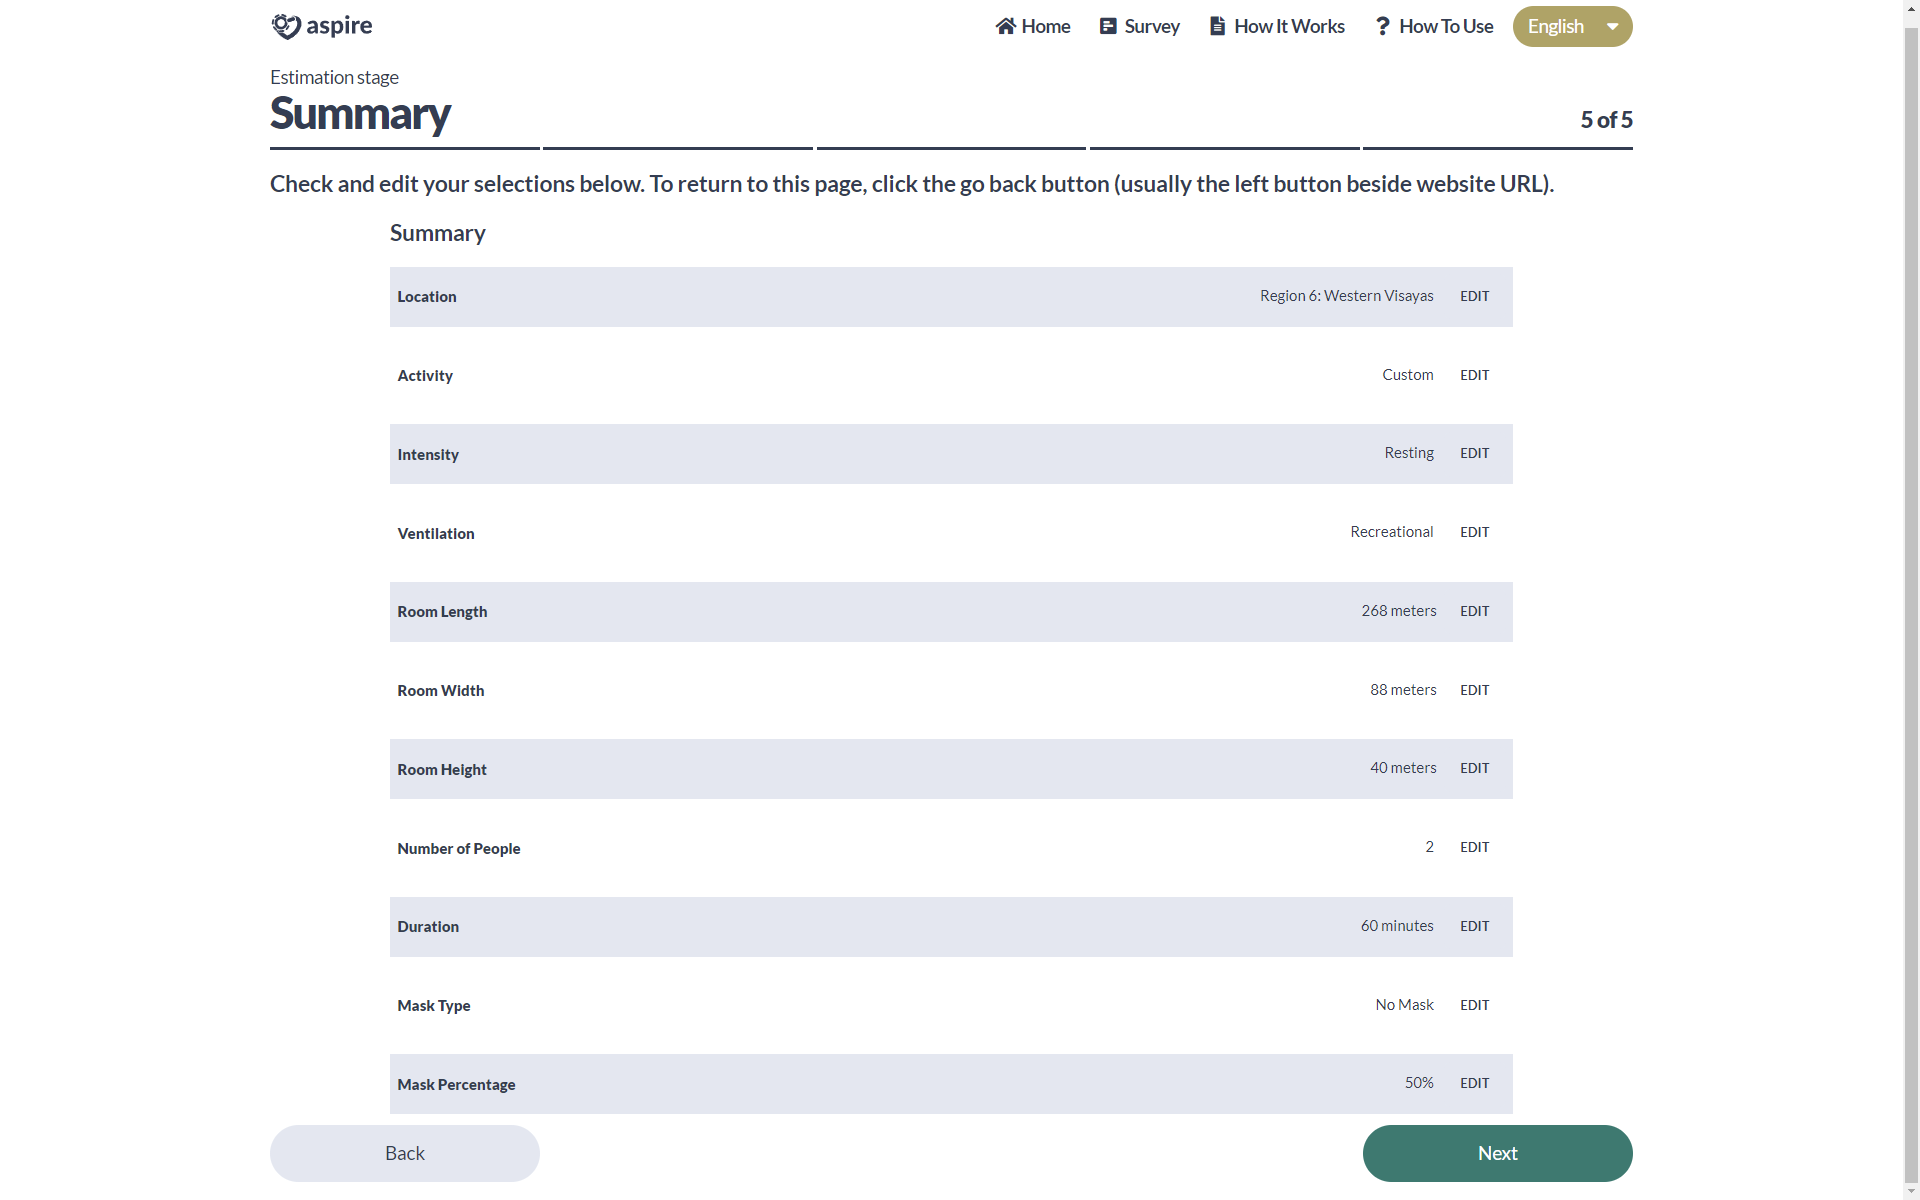 aspire
Home Survey How It Works How To Use English
Estimation stage
Summary
5 of 5
Check and edit your selections below. To return to this page, click the go back button (usually the left button beside website URL).
Summary
Location Region 6: Western Visayas EDIT
Activity Custom EDIT
Intensity Resting EDIT
Ventilation Recreational EDIT
Room Length 268 meters EDIT
Room Width 88 meters EDIT
Room Height 40 meters EDIT
Number of People 2 EDIT
Duration 60 minutes EDIT
Mask Type No Mask EDIT
Mask Percentage 50% EDIT
Back Next